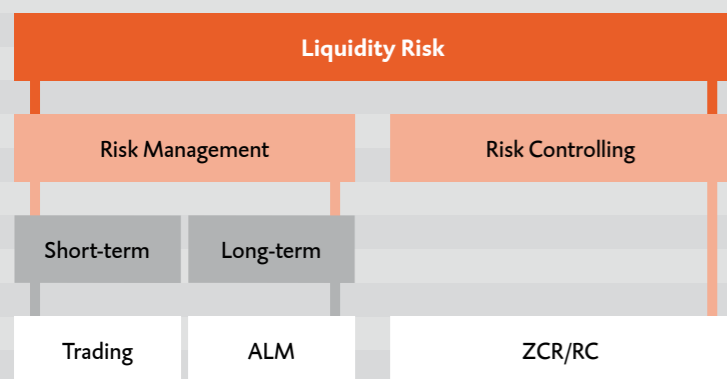 Liquidity Risk
Risk Management
Risk Controlling
Short-term
Long-term
Trading
ALM
ZCR/RC